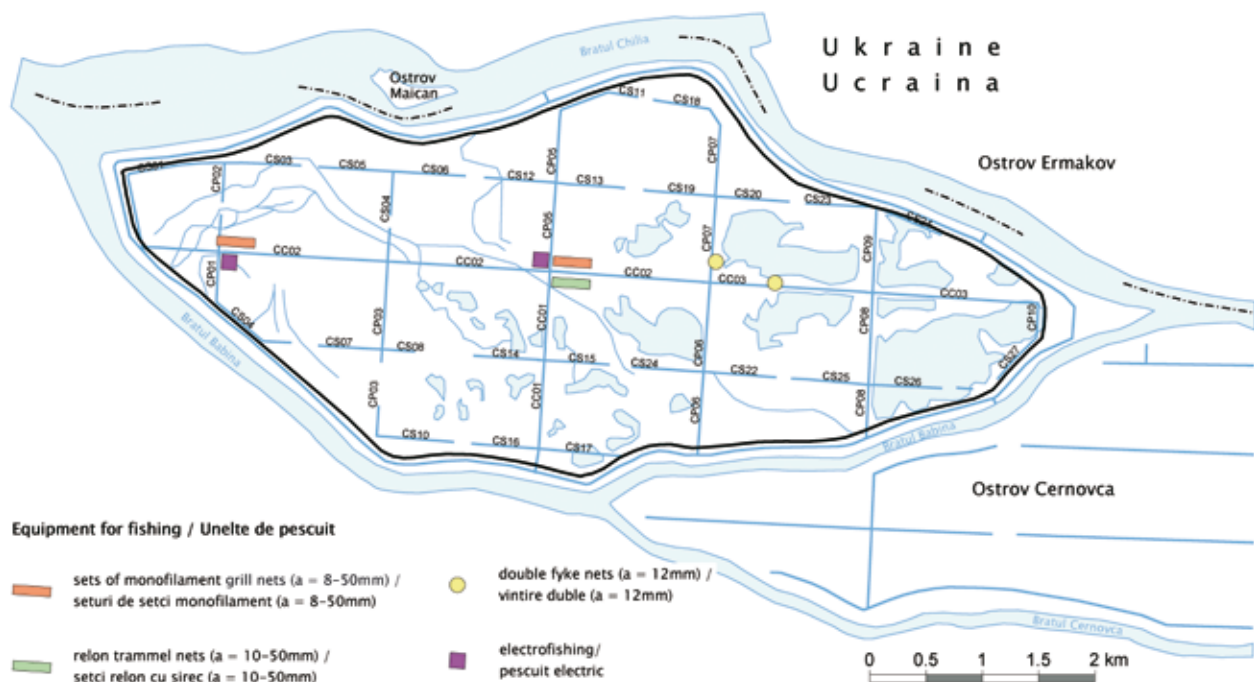 Ukraine
Ucraina
Bratul Chilia
Ostrov
Maican
Ostrov Ermakov
CS11
CS18
CS01
CP02
CS03
CS05
CS06
CS04
CS12
CP05
CS13
CS19
CP07
CS20
CS23
CS21
CP05
CP07
CP09
CC02
CC02
CC02
CC03
CC03
CP01
CS04
CP03
CC01
CP06
CP08
CP10
CS07
CS08
CS14
CS15
CS24
CS22
CS25
CS26
CS27
CP03
CC01
CP06
CP08
CS10
CS16
CS17
Bratul Babina
Bratul Babina
Ostrov Cernovca
Bratul Cernovca
Equipment for fishing / Unelte de pescuit
sets of monofilament grill nets (a = 8-50mm) /
seturi de setci monofilament (a = 8-50mm)
double fyke nets (a = 12mm) /
vintire duble (a = 12mm)
relon trammel nets (a = 10-50mm) /
setci relon cu sirec (a = 10-50mm)
electrofishing/
pescuit electric
0 0.5 1 1.5 2 km